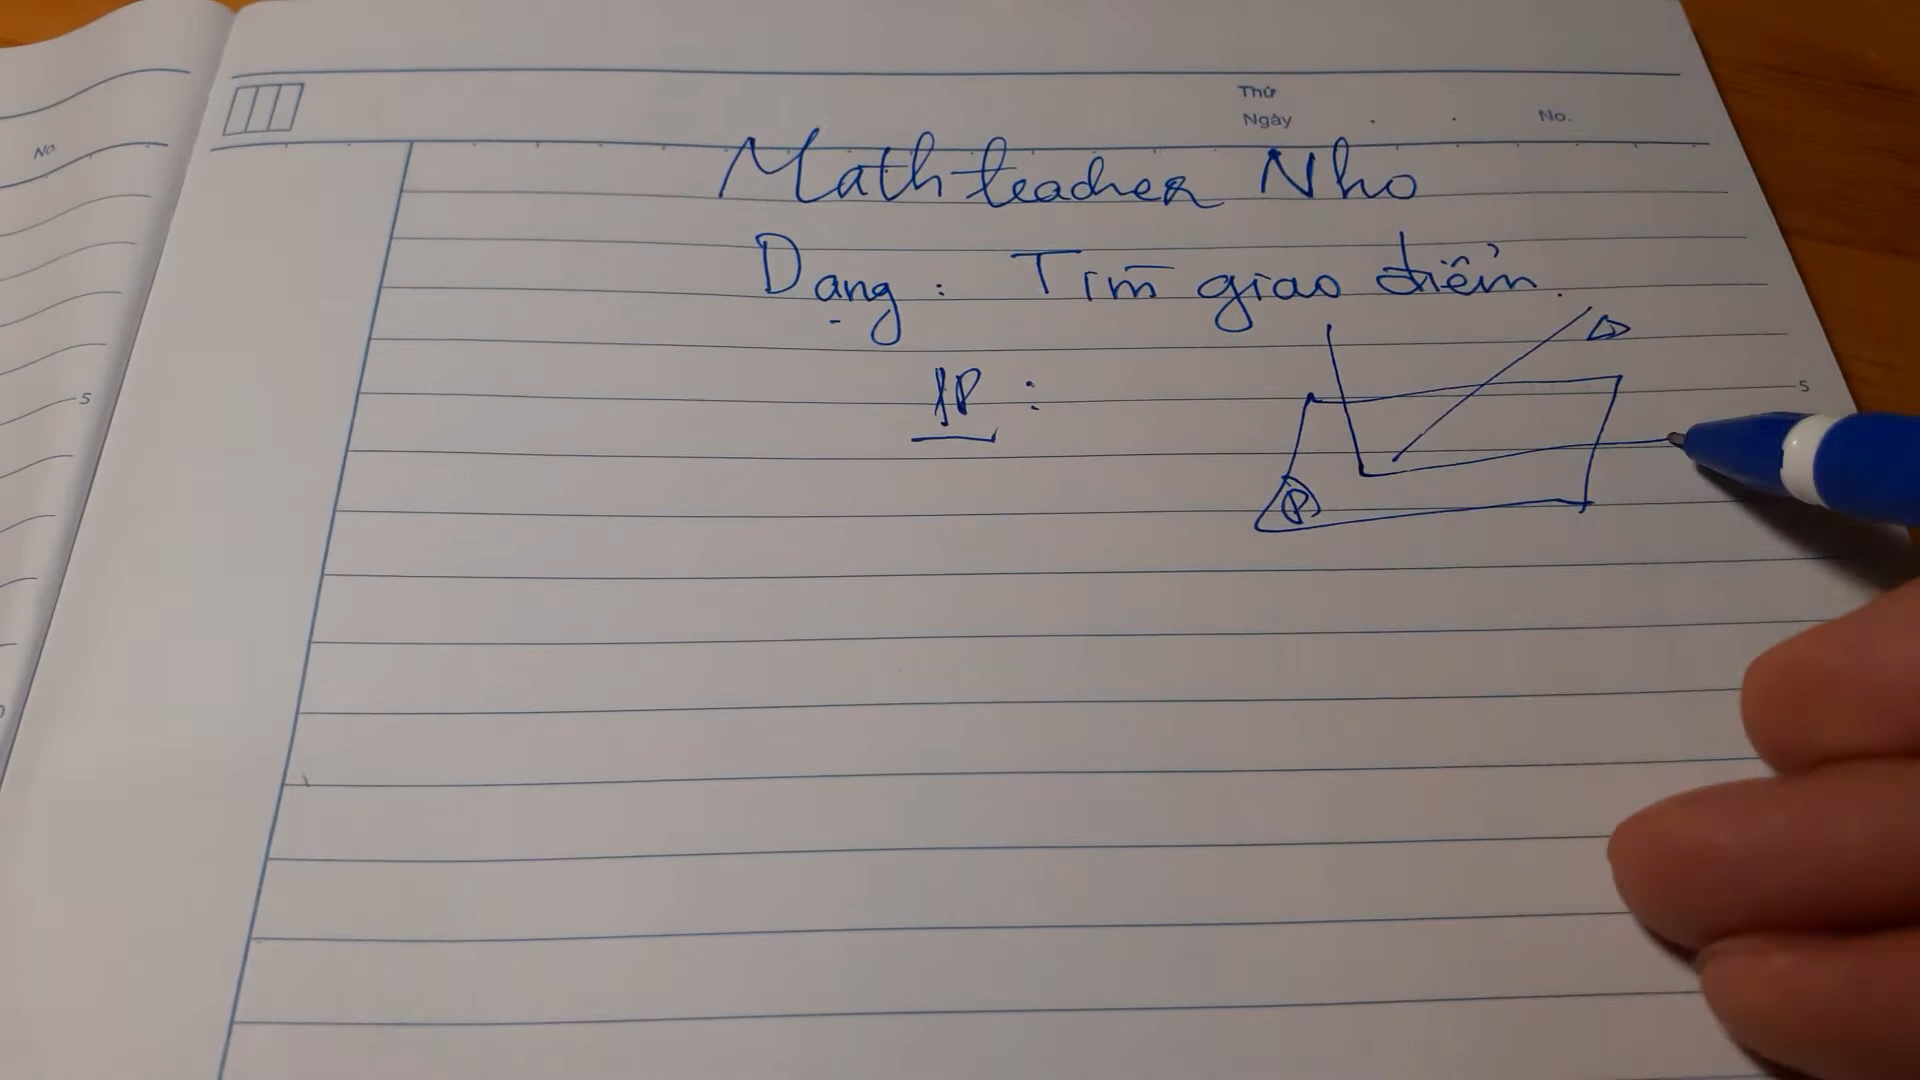 No.
Thứ
Ngày . . No.
Math teacher Nho
Dạng : Tìm giao điểm.
PP :
Δ
P
5
5